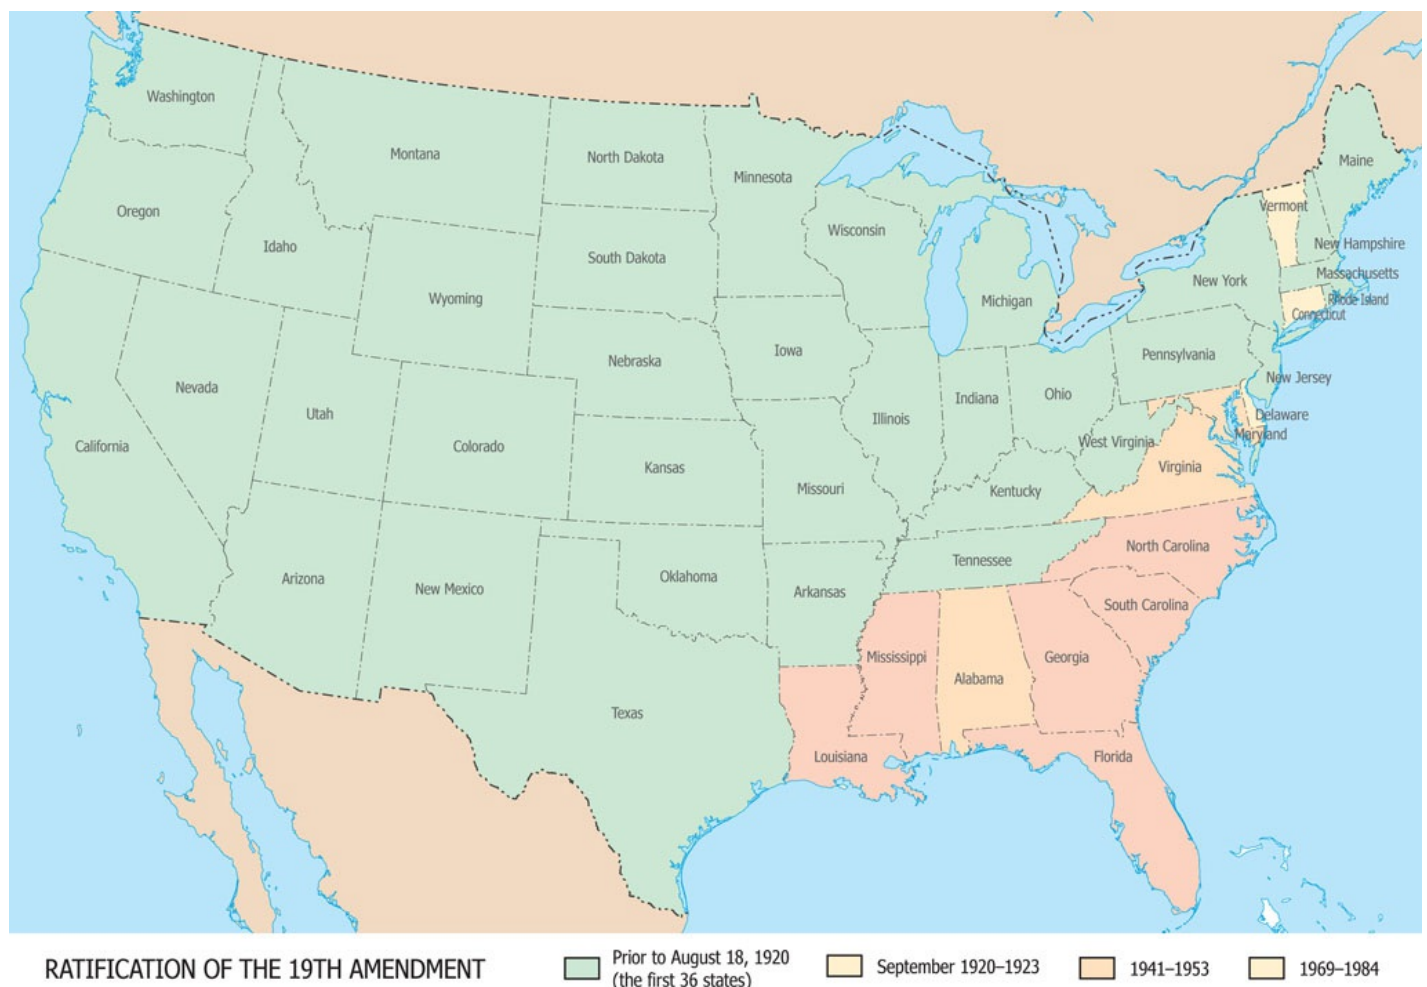 Washington
Montana
North Dakota
Minnesota
Maine
Oregon
Idaho
Wyoming
South Dakota
Wisconsin
Michigan
New York
Vermont
New Hampshire
Massachusetts
Rhode Island
Connecticut
Nevada
Utah
Colorado
Nebraska
Iowa
Illinois
Indiana
Ohio
Pennsylvania
New Jersey
Delaware
Maryland
California
Kansas
Missouri
Kentucky
West Virginia
Virginia
Arizona
New Mexico
Oklahoma
Arkansas
Tennessee
North Carolina
South Carolina
Texas
Louisiana
Mississippi
Alabama
Georgia
Florida
RATIFICATION OF THE 19TH AMENDMENT
Prior to August 18, 1920
(the first 36 states)
September 1920–1923
1941–1953
1969–1984